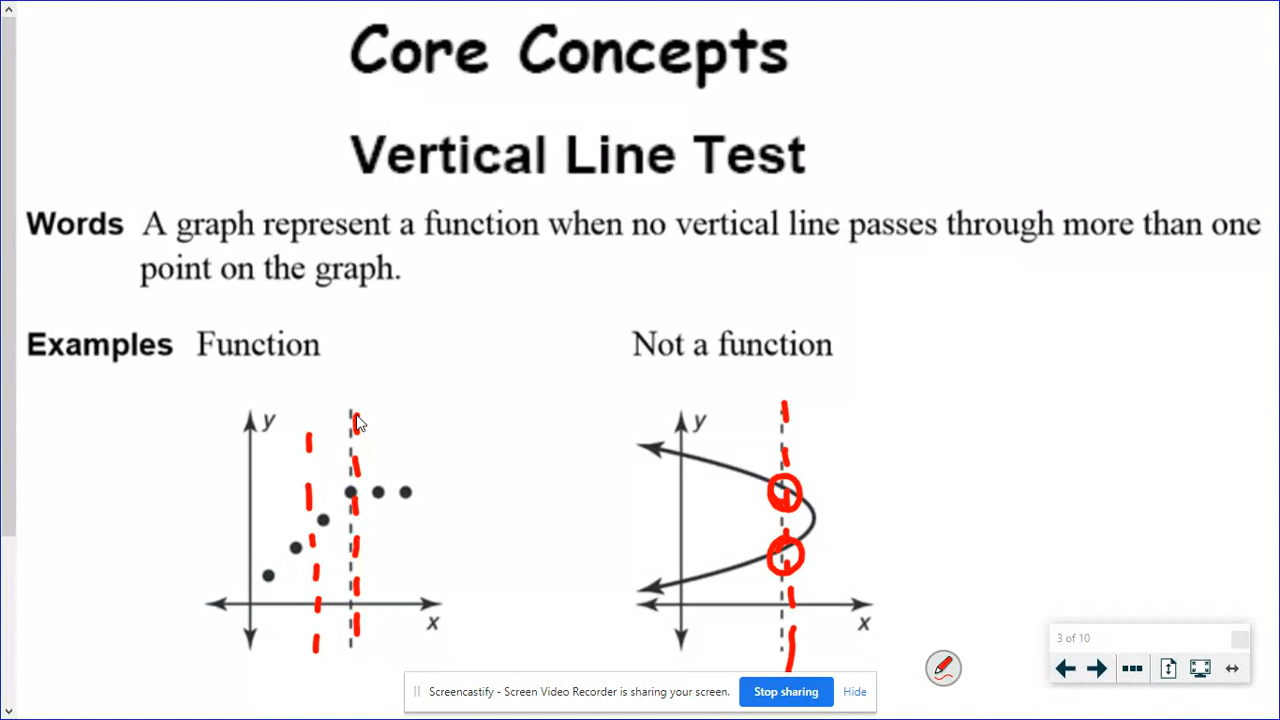 Core Concepts
Vertical Line Test
Words A graph represent a function when no vertical line passes through more than one
point on the graph.
Examples Function Not a function
y y
x x
3 of 10
Screencastify - Screen Video Recorder is sharing your screen. Stop sharing Hide